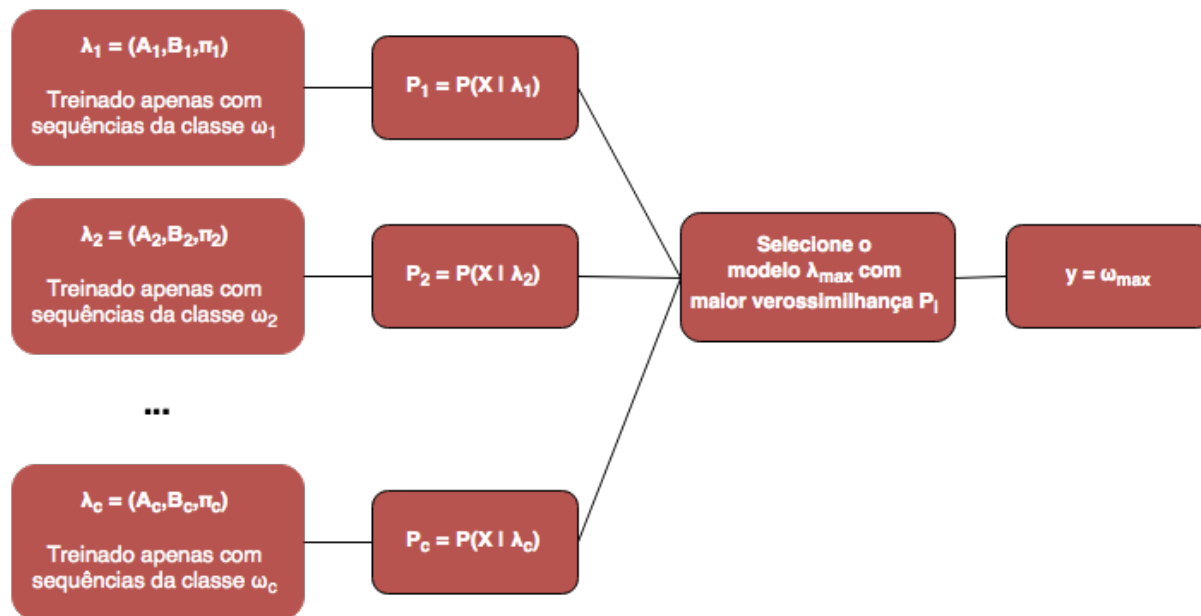 λ₁ = (A₁,B₁,π₁)
Treinado apenas com
sequências da classe ω₁
P₁ = P(X | λ₁)
λ₂ = (A₂,B₂,π₂)
Treinado apenas com
sequências da classe ω₂
P₂ = P(X | λ₂)
Selecione o
modelo λmax com
maior verossimilhança Pᵢ
y = ωmax
...
λc = (Ac,Bc,πc)
Treinado apenas com
sequências da classe ωc
Pc = P(X | λc)